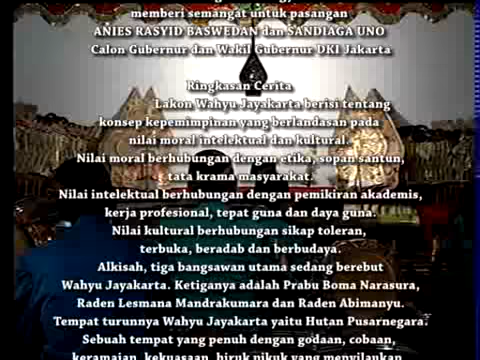 memberi semangat untuk pasangan
ANIES RASYID BASWEDAN dan SANDIAGA UNO
Calon Gubernur dan Wakil Gubernur DKI Jakarta
Ringkasan Cerita
Lakon Wahyu Jayakarta berisi tentang
konsep kepemimpinan yang berlandasan pada
nilai moral intelektual dan kultural.
Nilai moral berhubungan dengan etika, sopan santun,
tata krama masyarakat.
Nilai intelektual berhubungan dengan pemikiran akademis,
kerja profesional, tepat guna dan daya guna.
Nilai kultural berhubungan sikap toleran,
terbuka, beradab dan berbudaya.
Alkisah, tiga bangsawan utama sedang berebut
Wahyu Jayakarta. Ketiganya adalah Prabu Boma Narasura,
Raden Lesmana Mandrakumara dan Raden Abimanyu.
Tempat turunnya Wahyu Jayakarta yaitu Hutan Pusarnegara.
Sebuah tempat yang penuh dengan godaan, cobaan,
keramaian, kekuasaan, hiruk pikuk yang menyilaukan